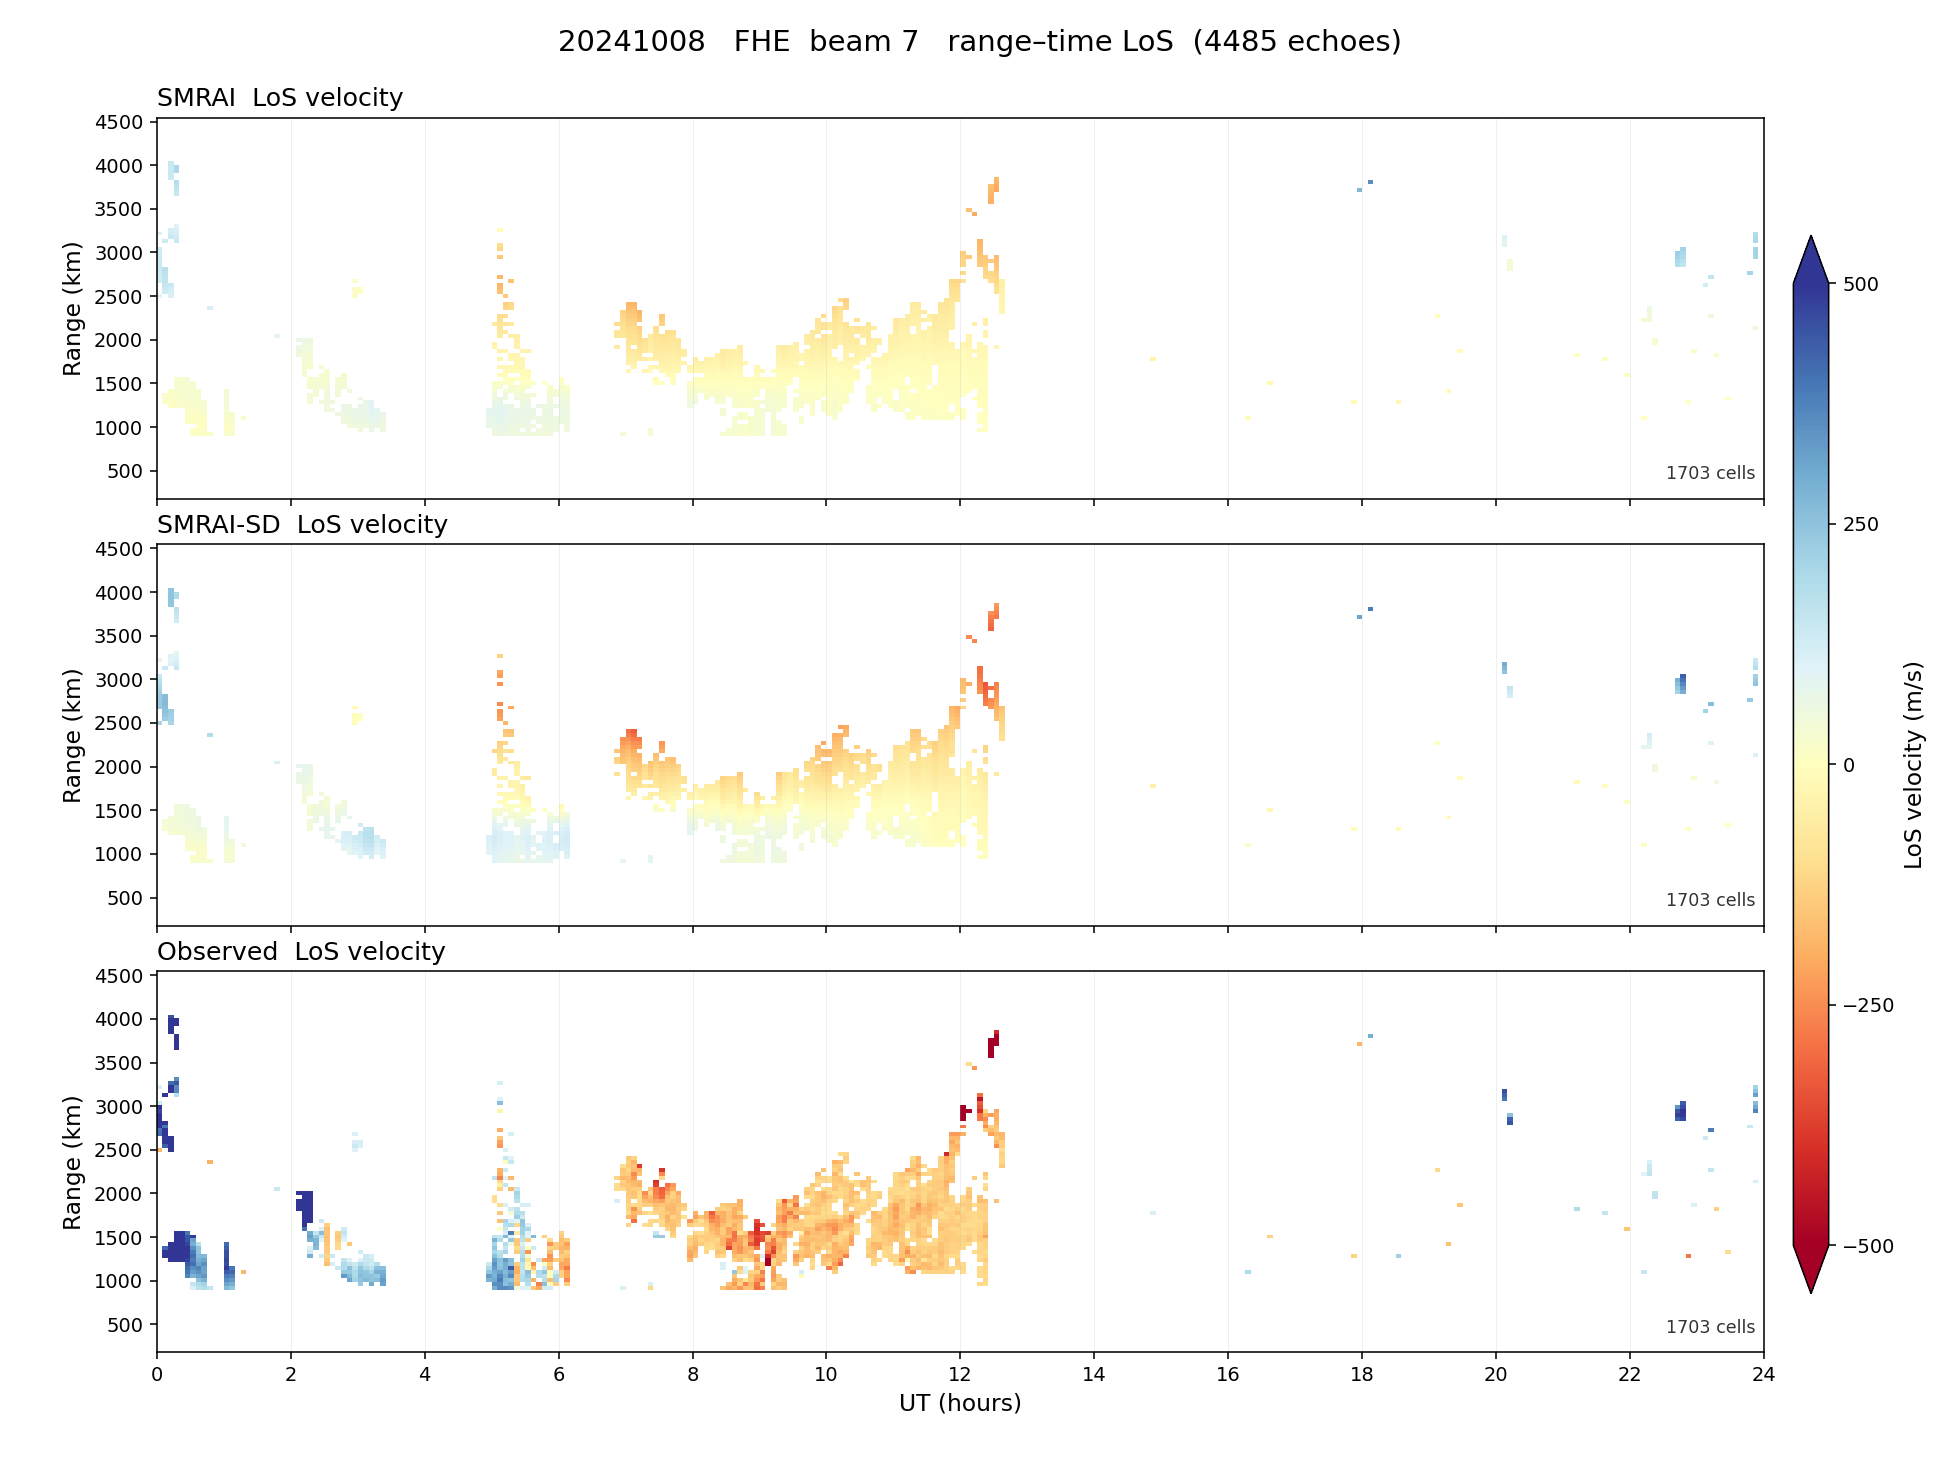 20241008   FHE  beam 7   range–time LoS  (4485 echoes)
SMRAI  LoS velocity
4500
4000
3500
3000
2500
2000
1500
1000
500
Range (km)
1703 cells
SMRAI-SD  LoS velocity
4500
4000
3500
3000
2500
2000
1500
1000
500
Range (km)
1703 cells
Observed  LoS velocity
4500
4000
3500
3000
2500
2000
1500
1000
500
Range (km)
1703 cells
0 2 4 6 8 10 12 14 16 18 20 22 24
UT (hours)
500
250
0
−250
−500
LoS velocity (m/s)